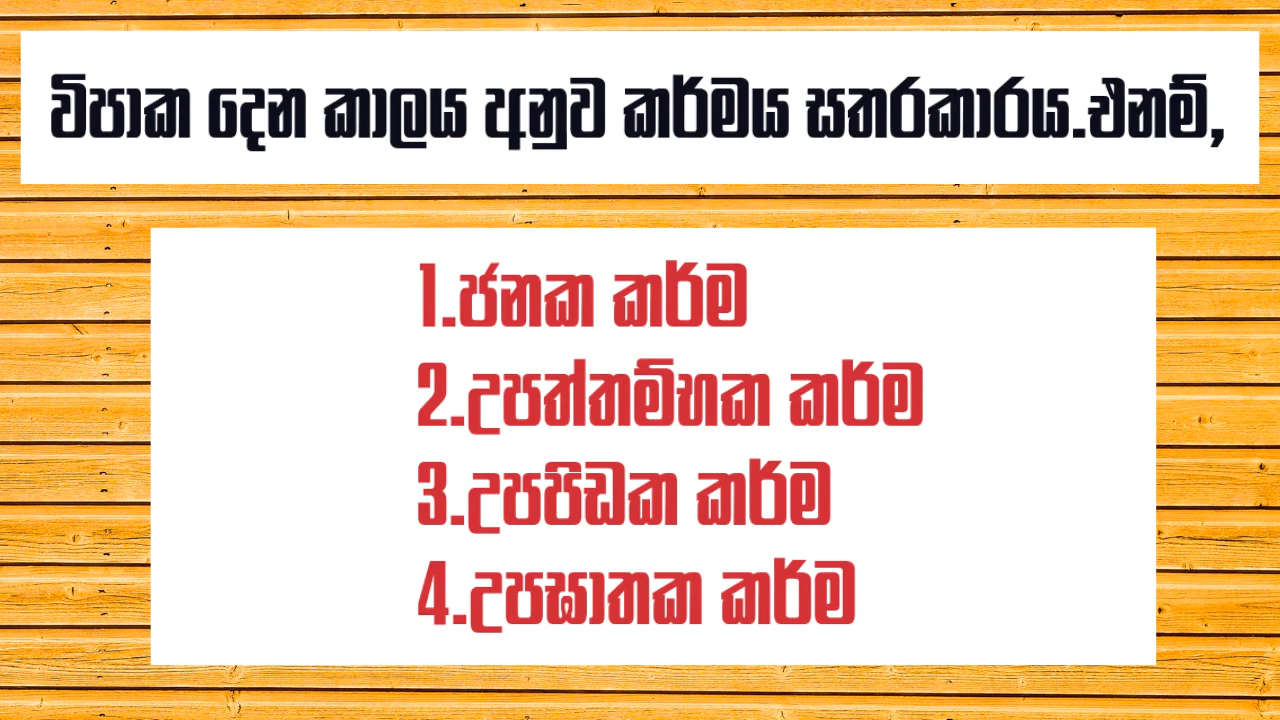 විපාක දෙන කාලය අනුව කර්මය සතරකාරය.එනම්,
1.ජනක කර්ම
2.උපත්තම්භක කර්ම
3.උපපිඩක කර්ම
4.උපඝාතක කර්ම